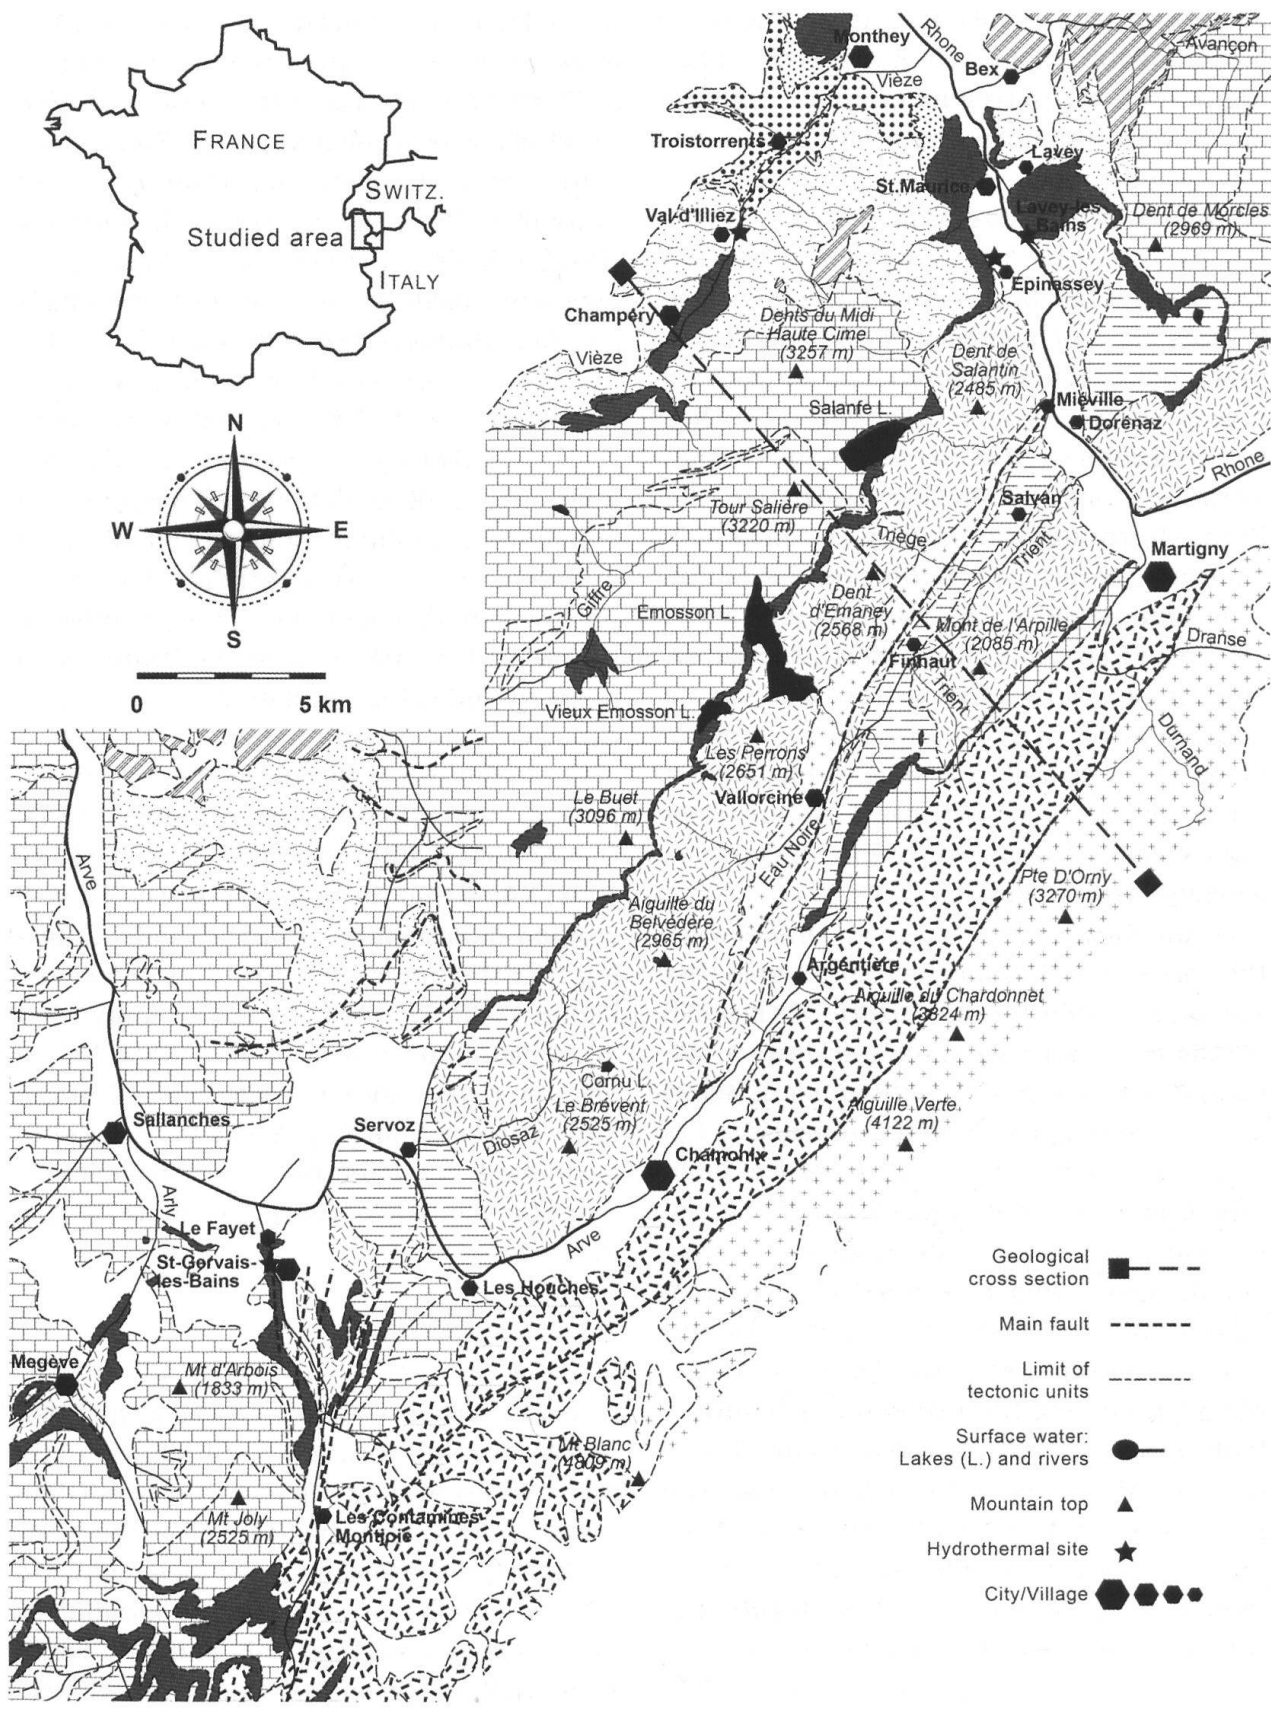 FRANCE
SWITZ.
Studied area
ITALY
N
W
E
S
0
5 km
Monthey
Rhone
Avançon
Bex
Vièze
Troistorrents
Lavey
St.Maurice
Val-d'Illiez
Lavey-les
Bains
Dent de Morcles
(2969 m)
Epinassey
Champéry
Dents du Midi
Haute Cime
(3257 m)
Vièze
Dent de
Salantin
(2485 m)
Salanfe L.
Miéville
Dorénaz
Rhone
Tour Salière
(3220 m)
Salvan
Triège
Trient
Martigny
Giffre
Emosson L.
Dent
d'Emaney
(2568 m)
Mont de l'Arpille
(2085 m)
Dranse
Finhaut
Trient
Vieux Emosson L.
Durnand
Les Perrons
(2651 m)
Le Buet
(3096 m)
Vallorcine
Eau Noire
Arve
Pte D'Orny
(3270 m)
Aiguille du
Belvédère
(2965 m)
Argentière
Aiguille du Chardonnet
(3824 m)
Cornu L.
Le Brévent
(2525 m)
Aiguille Verte
(4122 m)
Sallanches
Servoz
Diosaz
Chamonix
Arly
Le Fayet
St-Gervais-
les-Bains
Arve
Les Houches
Megève
Mt d'Arbois
(1833 m)
Mt Blanc
(4809 m)
Mt Joly
(2525 m)
Les Contamines
Montjoie
Geological
cross section
Main fault
Limit of
tectonic units
Surface water:
Lakes (L.) and rivers
Mountain top
Hydrothermal site
City/Village